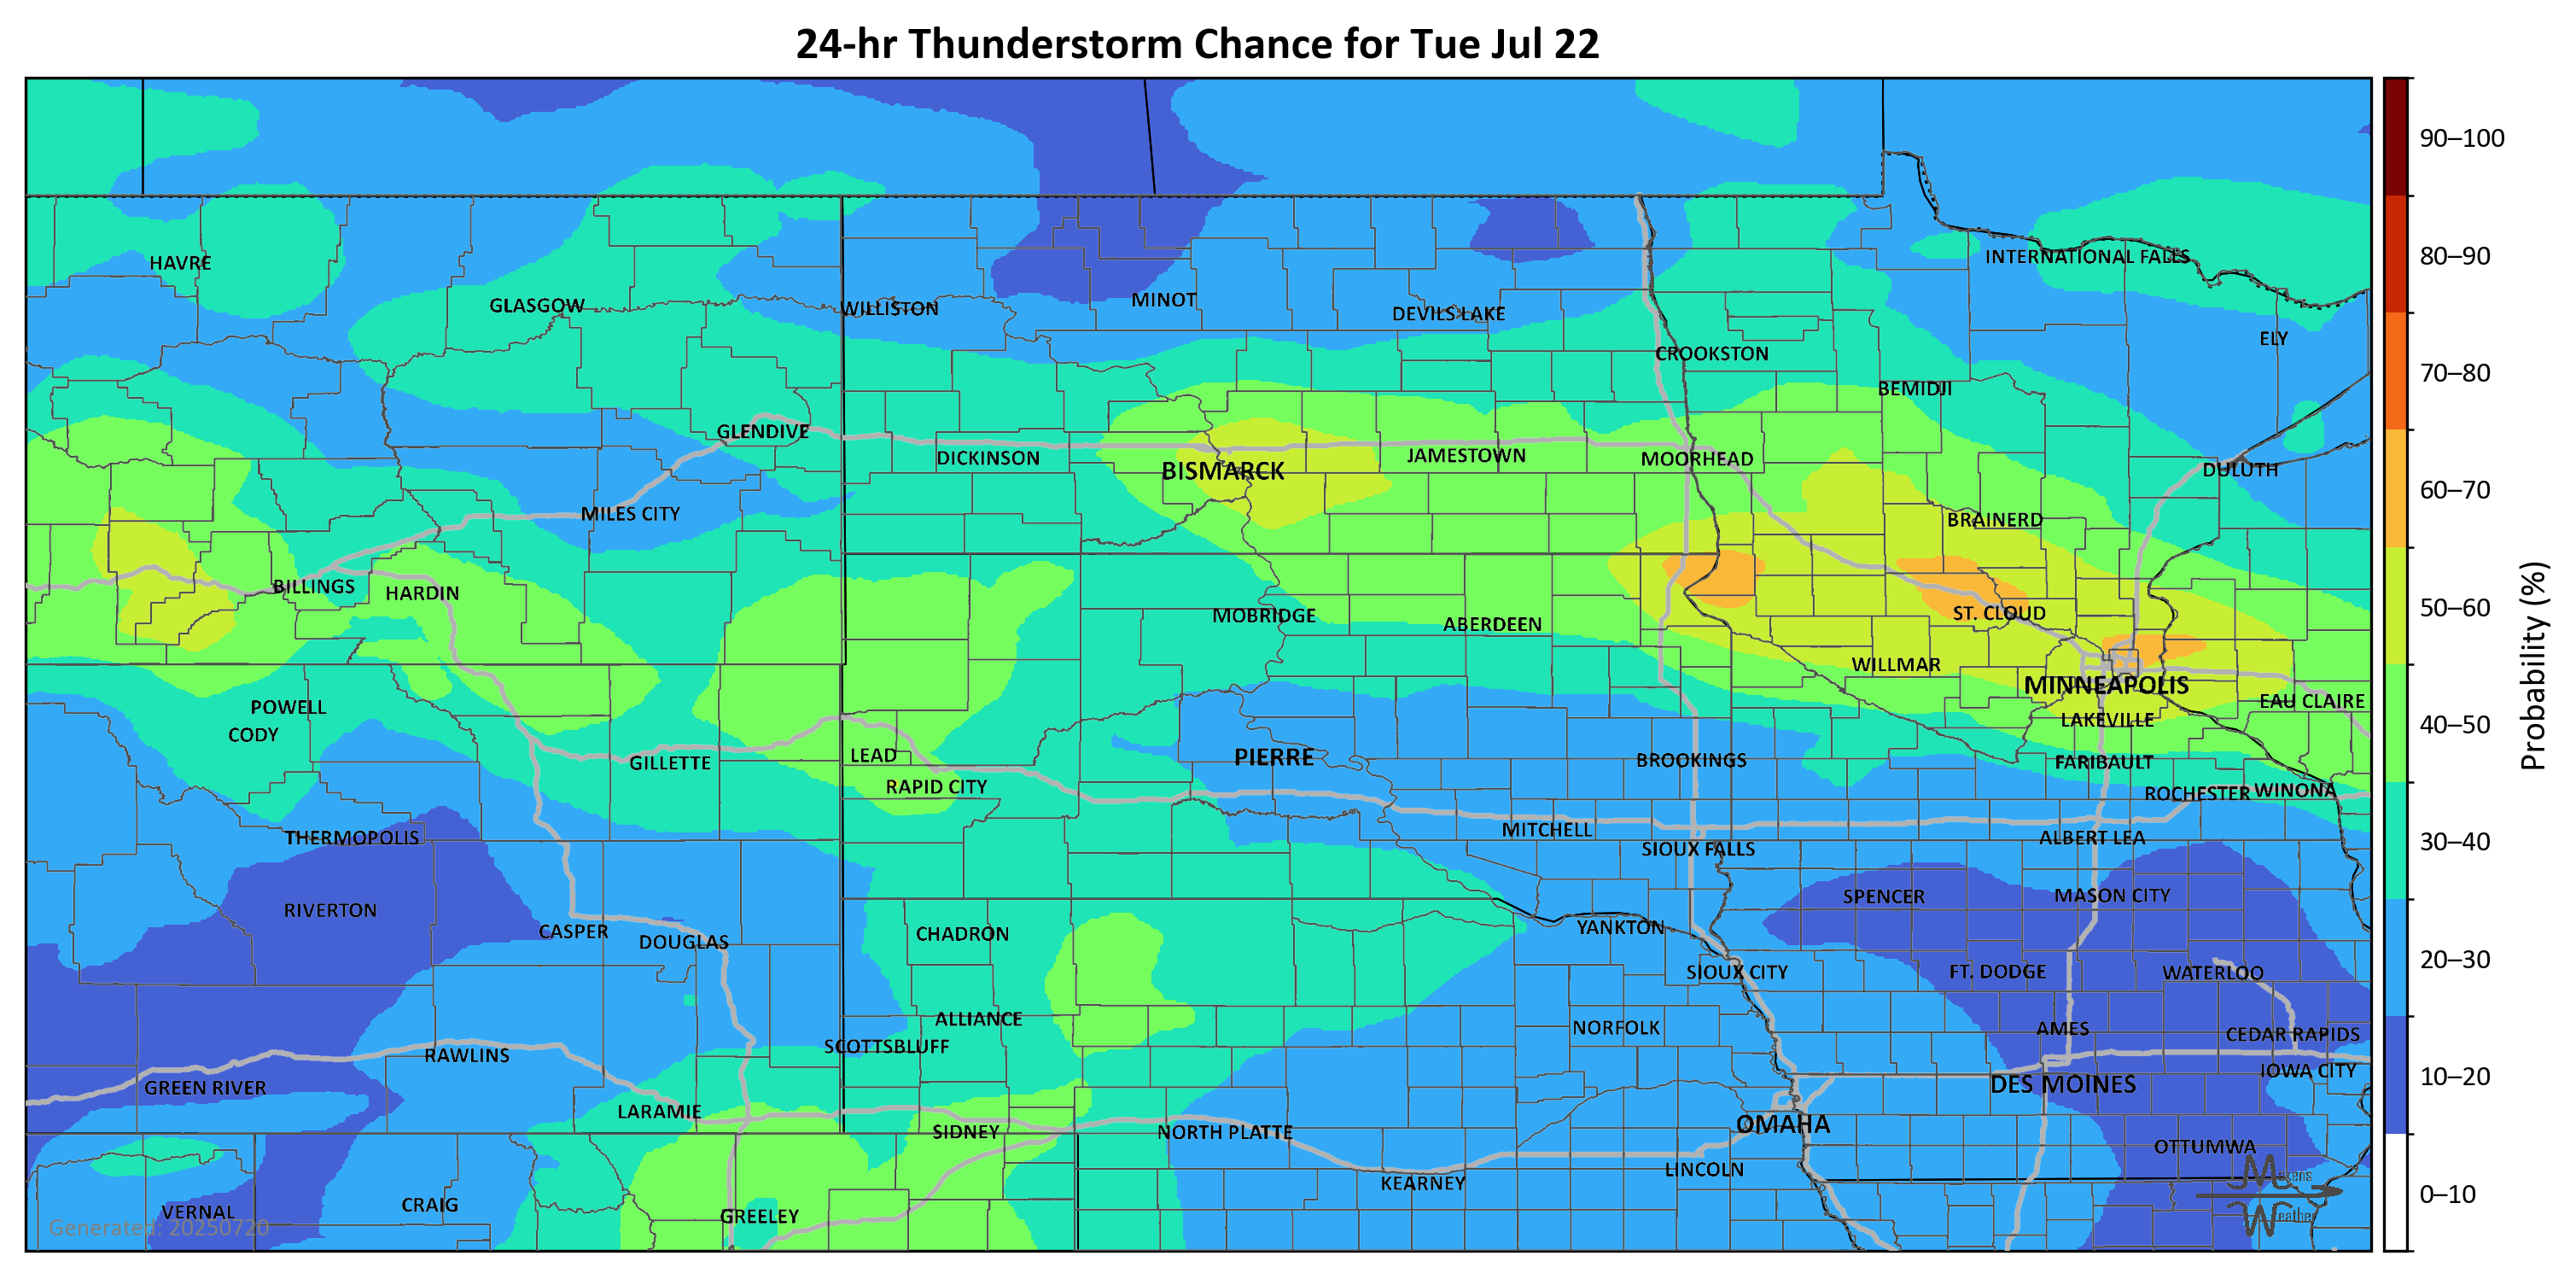 24-hr Thunderstorm Chance for Tue Jul 22
90–100
80–90
70–80
60–70
50–60
40–50
30–40
20–30
10–20
0–10
Probability (%)
HAVRE
INTERNATIONAL FALLS
GLASGOW
WILLISTON
MINOT
DEVILS LAKE
ELY
CROOKSTON
BEMIDJI
GLENDIVE
DICKINSON
BISMARCK
JAMESTOWN
MOORHEAD
DULUTH
MILES CITY
BRAINERD
BILLINGS
HARDIN
MOBRIDGE
ABERDEEN
ST. CLOUD
WILLMAR
MINNEAPOLIS
POWELL
EAU CLAIRE
CODY
LAKEVILLE
GILLETTE
LEAD
PIERRE
BROOKINGS
FARIBAULT
RAPID CITY
ROCHESTER
WINONA
THERMOPOLIS
MITCHELL
ALBERT LEA
SIOUX FALLS
RIVERTON
SPENCER
MASON CITY
CASPER
DOUGLAS
CHADRON
YANKTON
SIOUX CITY
FT. DODGE
WATERLOO
ALLIANCE
NORFOLK
AMES
CEDAR RAPIDS
RAWLINS
SCOTTSBLUFF
GREEN RIVER
DES MOINES
IOWA CITY
LARAMIE
SIDNEY
NORTH PLATTE
OMAHA
OTTUMWA
LINCOLN
KEARNEY
CRAIG
VERNAL
GREELEY
Generated: 20250720
Makens
Weather